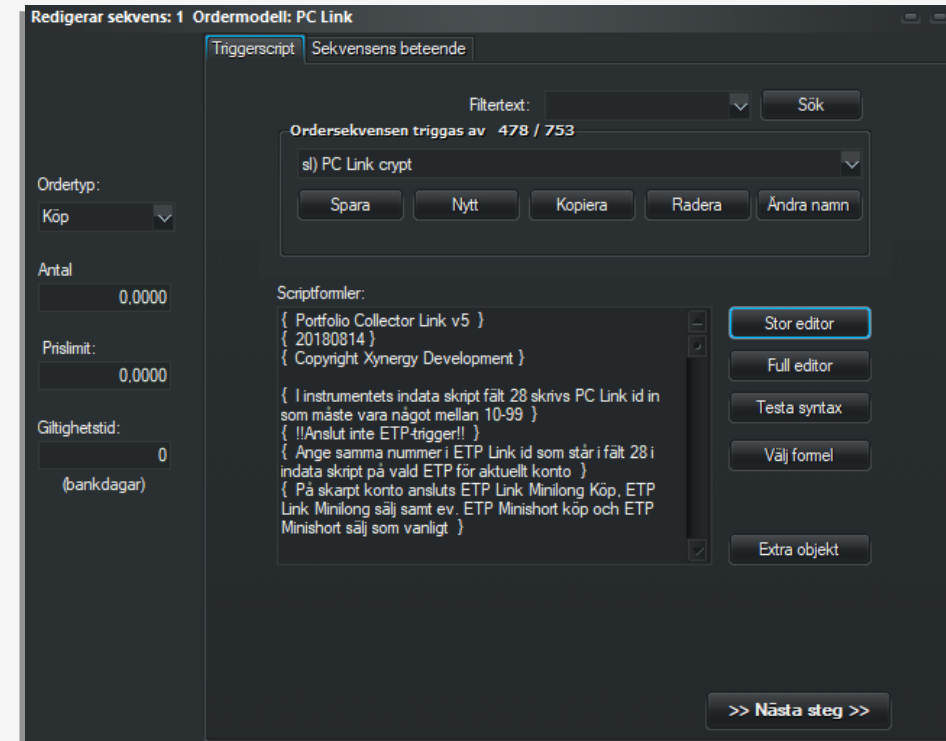 Redigerar sekvens: 1 Ordermodell: PC Link
Triggerscript Sekvensens beteende
Filtertext: Sök
Ordersekvensen triggas av 478 / 753
sl) PC Link crypt
Spara Nytt Kopiera Radera Ändra namn
Ordertyp:
Köp
Antal
0,0000
Prislimit:
0,0000
Giltighetstid:
0
(bankdagar)
Scriptformler:
{ Portfolio Collector Link v5 }
{ 20180814 }
{ Copyright Xynergy Development }
{ I instrumentets indata skript fält 28 skrivs PC Link id in
som måste vara något mellan 10-99 }
{ !!Anslut inte ETP-trigger!! }
{ Ange samma nummer i ETP Link id som står i fält 28 i
indata skript på vald ETP för aktuellt konto }
{ På skarpt konto ansluts ETP Link Minilong Köp, ETP
Link Minilong sälj samt ev. ETP Minishort köp och ETP
Minishort sälj som vanligt }
Stor editor
Full editor
Testa syntax
Välj formel
Extra objekt
>> Nästa steg >>